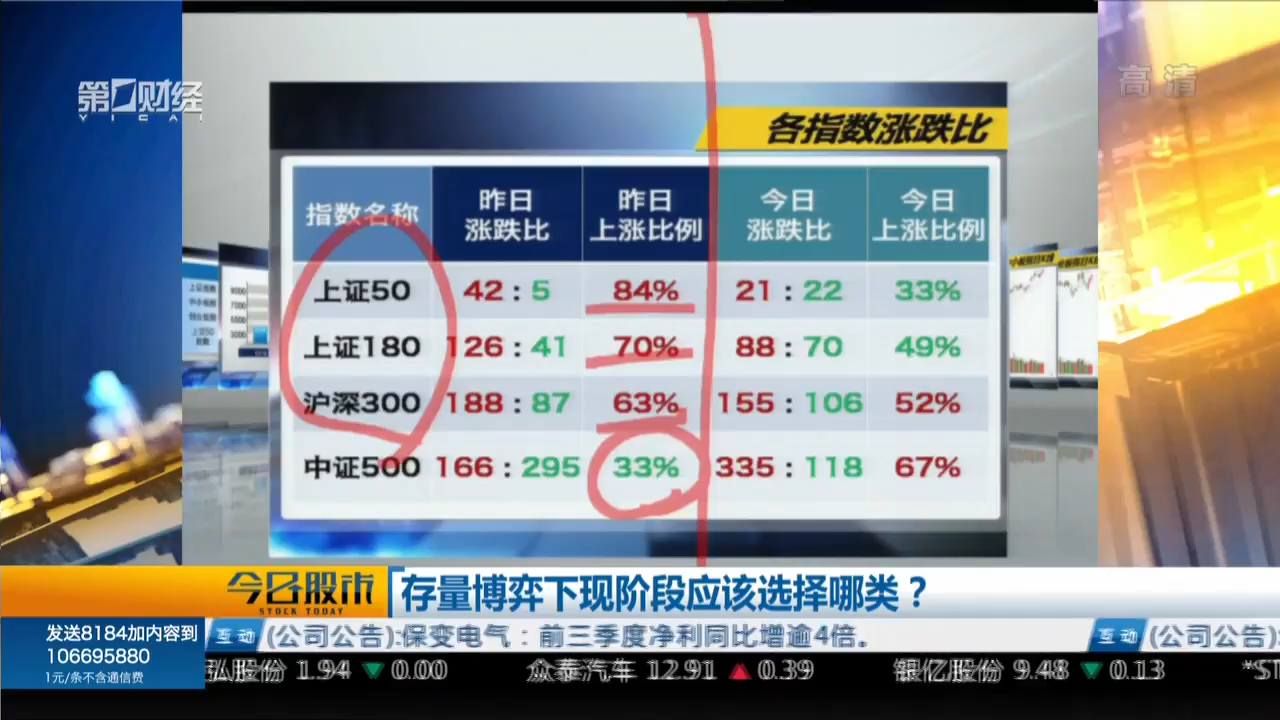 第一财经
YICAI
高清
各指数涨跌比
指数名称 昨日涨跌比 昨日上涨比例 今日涨跌比 今日上涨比例
上证50 42:5 84% 21:22 33%
上证180 126:41 70% 88:70 49%
沪深300 188:87 63% 155:106 52%
中证500 166:295 33% 335:118 67%
今日股市
STOCK TODAY
存量博弈下现阶段应该选择哪类？
发送8184加内容到
106695880
1元/条不含通信费
互动 (公司公告):保变电气：前三季度净利同比增逾4倍。 互动 (公司公告):
弘股份 1.94 ▼ 0.00 众泰汽车 12.91 ▲ 0.39 银亿股份 9.48 ▼ 0.13 *ST